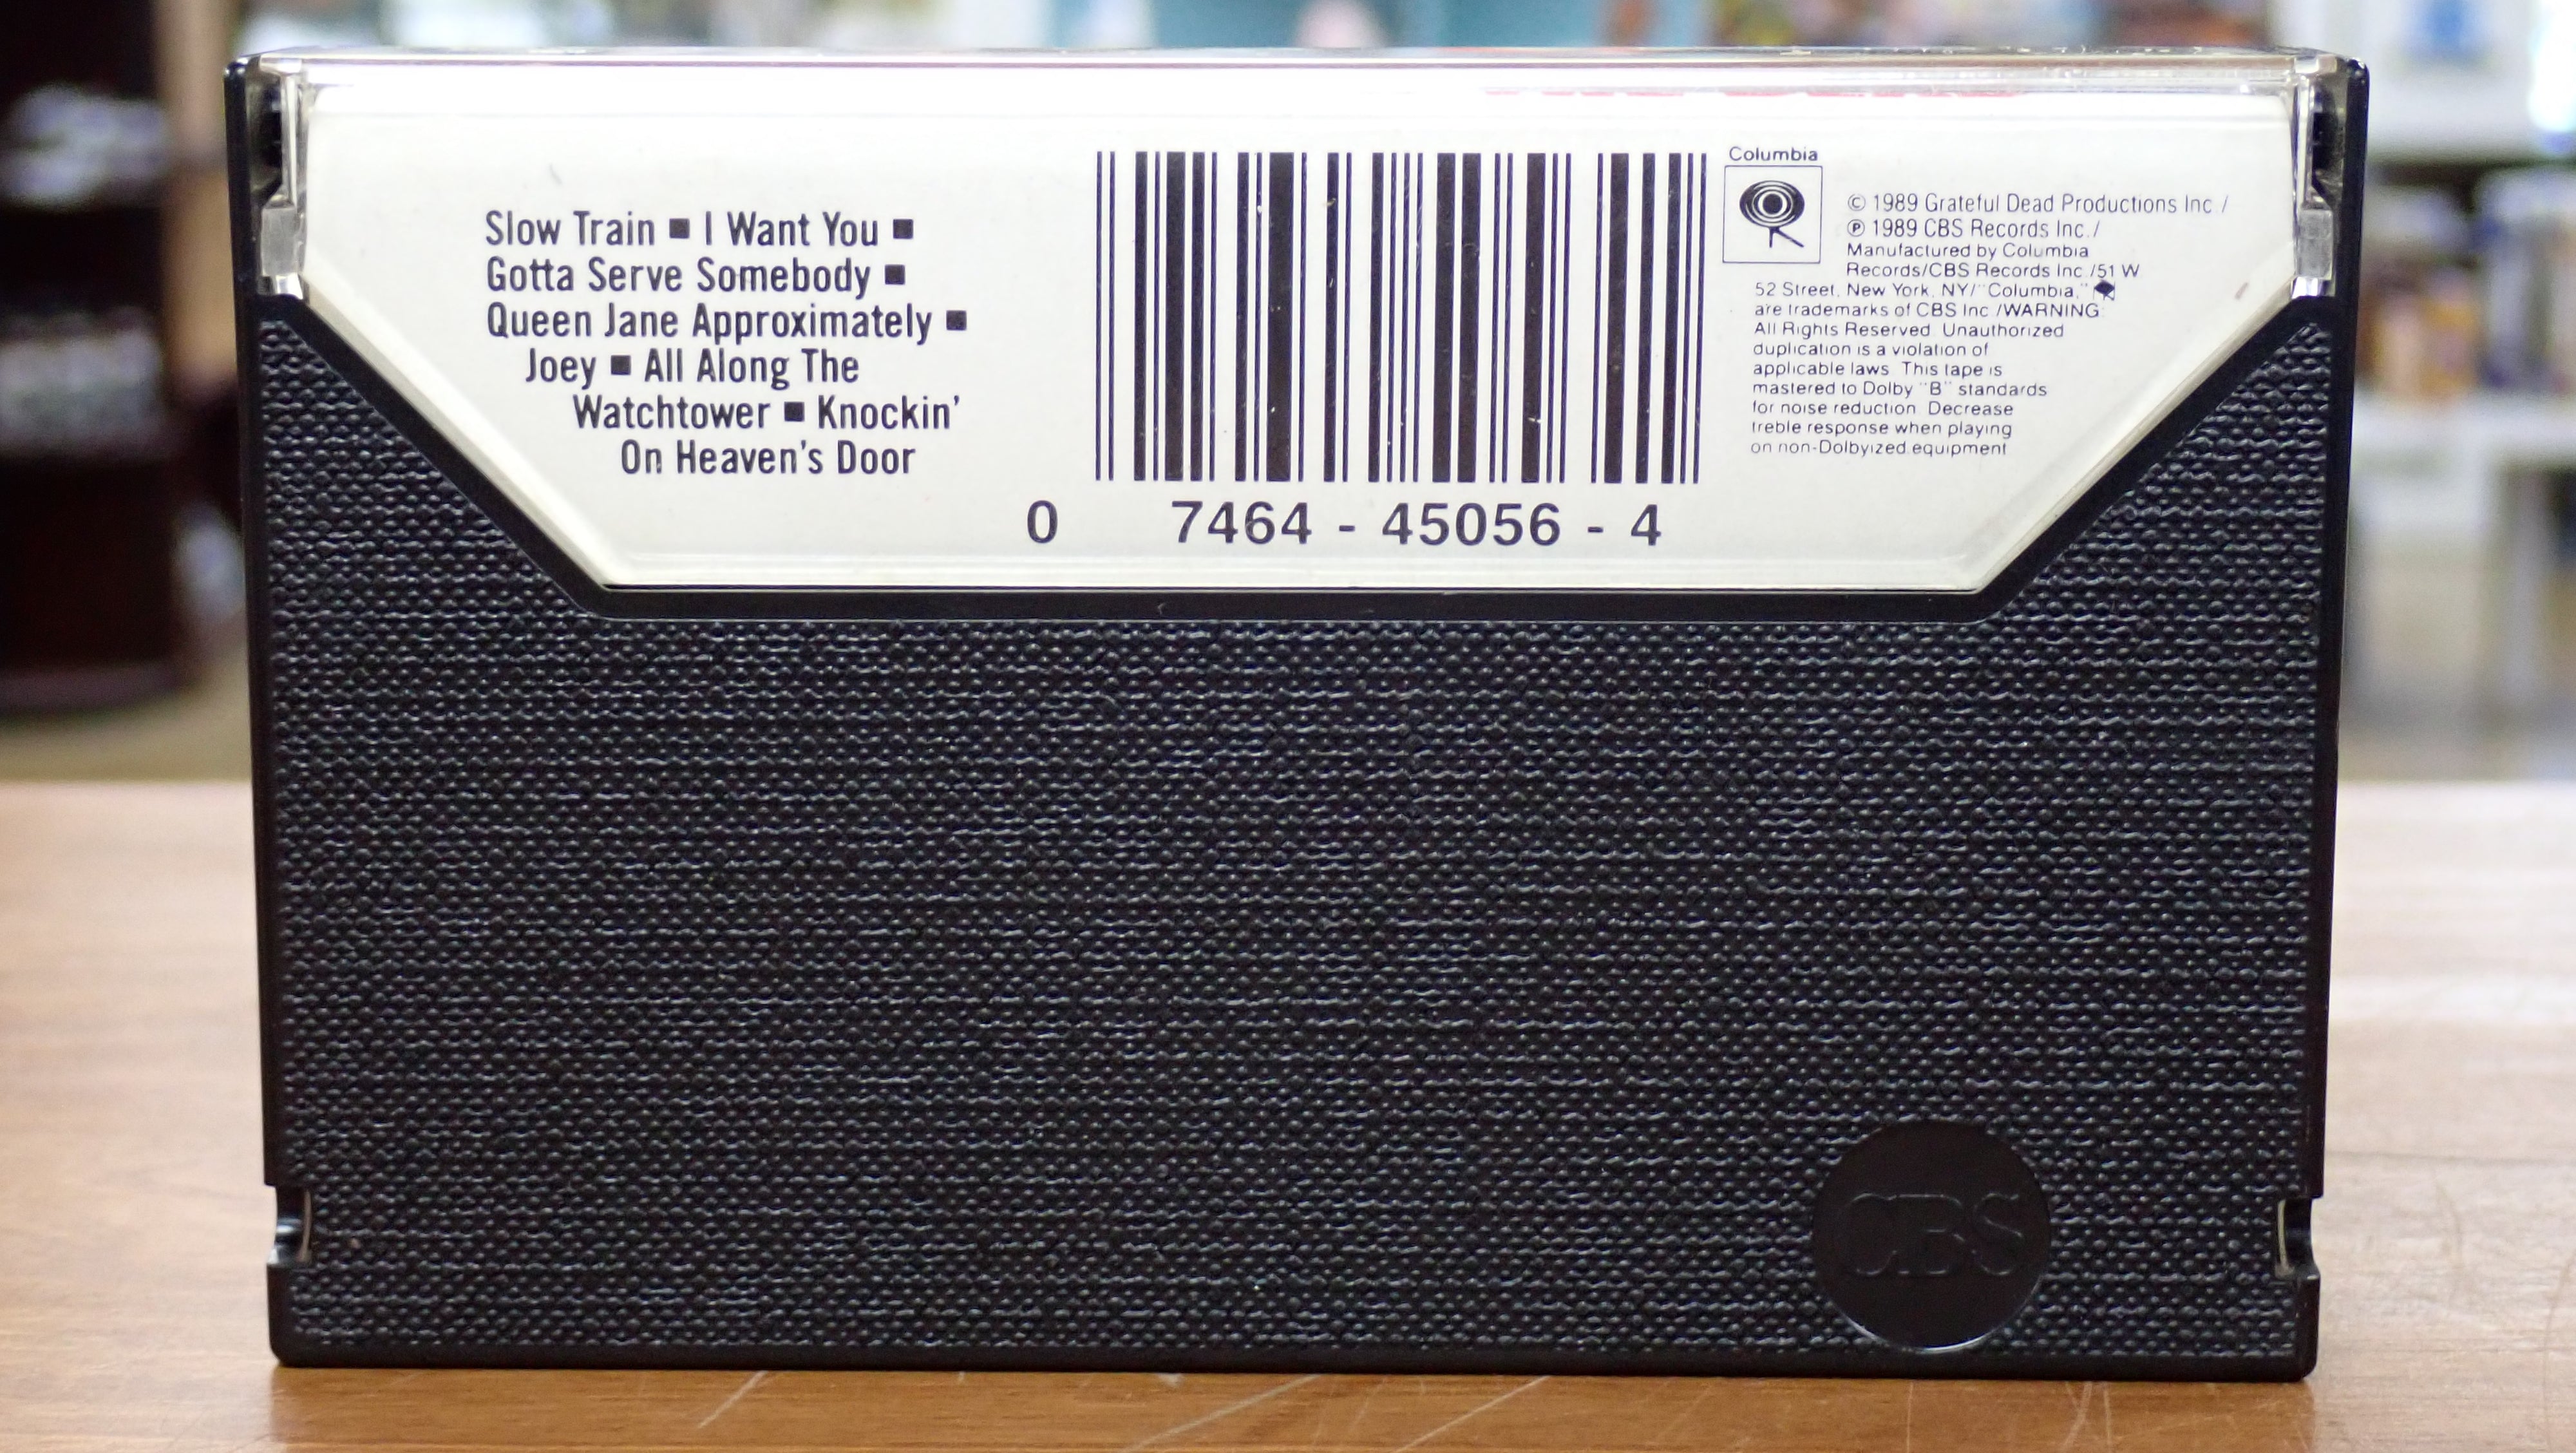 Slow Train ■ I Want You ■
Gotta Serve Somebody ■
Queen Jane Approximately ■
Joey ■ All Along The
Watchtower ■ Knockin'
On Heaven's Door
0 7464 - 45056 - 4
Columbia
© 1989 Grateful Dead Productions Inc /
℗ 1989 CBS Records Inc./
Manufactured by Columbia
Records/CBS Records Inc./51 W
52 Street, New York, NY/"Columbia,"
are trademarks of CBS Inc /WARNING:
All Rights Reserved. Unauthorized
duplication is a violation of
applicable laws. This tape is
mastered to Dolby "B" standards
for noise reduction. Decrease
treble response when playing
on non-Dolbyized equipment
CBS